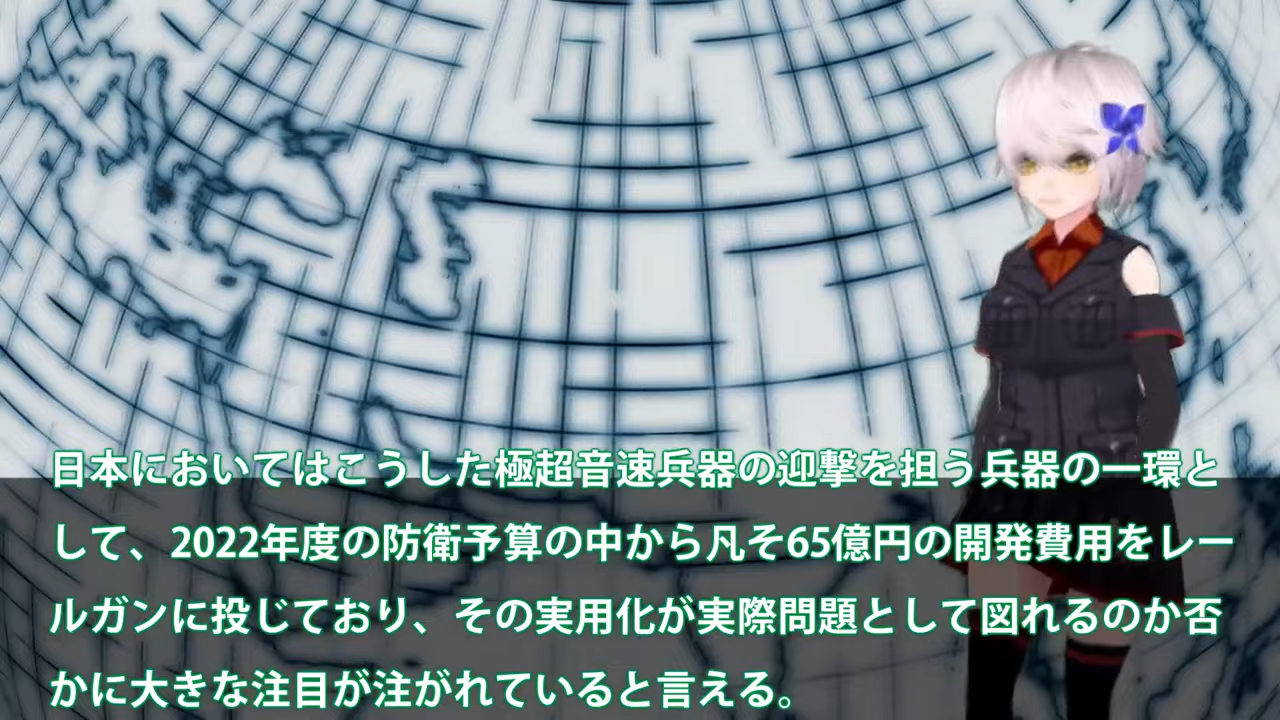 日本においてはこうした極超音速兵器の迎撃を担う兵器の一環と
して、2022年度の防衛予算の中から凡そ65億円の開発費用をレー
ルガンに投じており、その実用化が実際問題として図れるのか否
かに大きな注目が注がれていると言える。